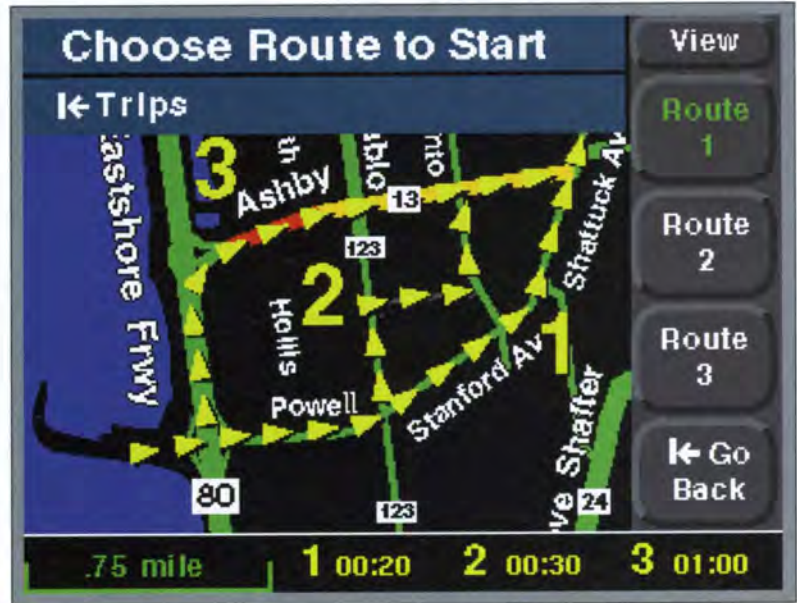 Choose Route to Start
View
Trips
Route
1
Route
2
Route
3
Go
Back
Eastshore Frwy
3
Ashby
13
123
2
Hollis
Shattuck Av
1
Powell
Stanford Av
80
123
24
.75 mile
1 00:20
2 00:30
3 01:00